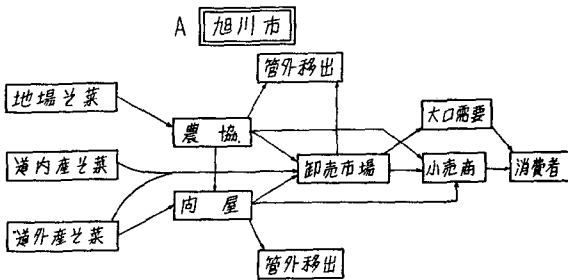 A 旭川市
管外移出
地場そ菜
大口需要
農協
道内産そ菜
卸売市場
小売商
消費者
道外産そ菜
問屋
管外移出